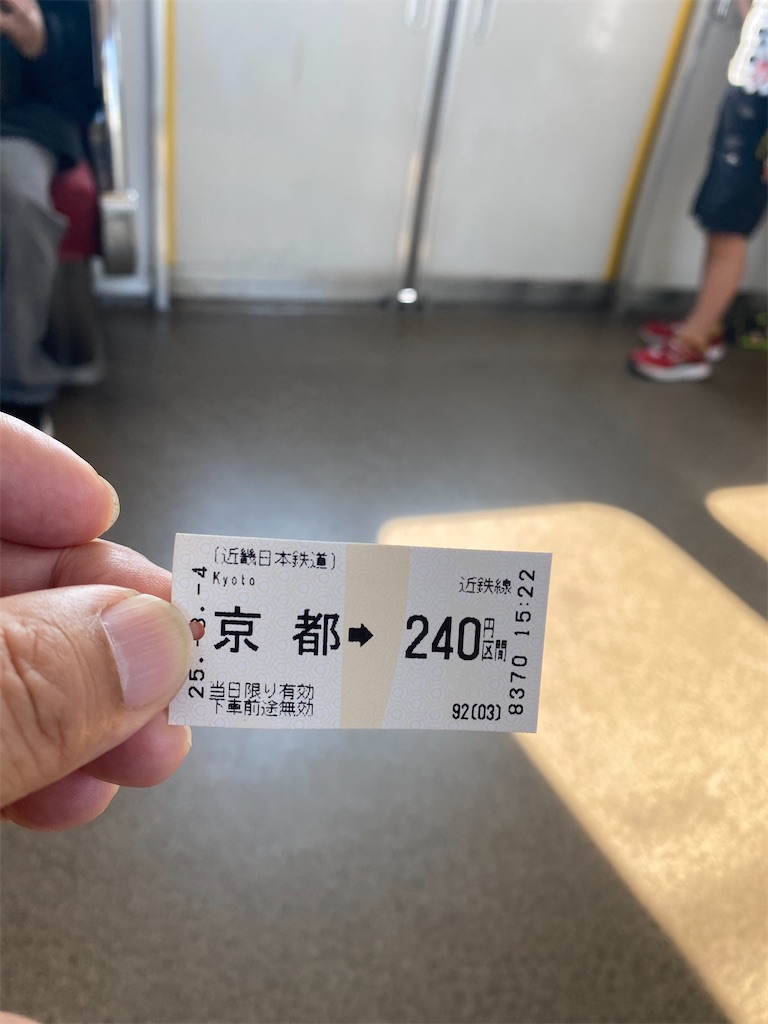 (近畿日本鉄道)
Kyoto
近鉄線
京都➡240円区間
当日限り有効
下車前途無効
92(03)
8370 15:22